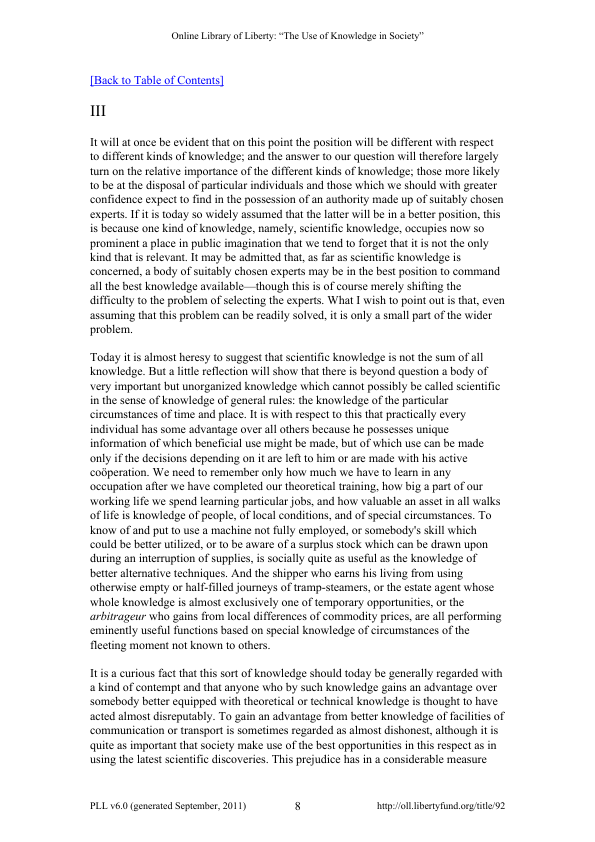 Online Library of Liberty: “The Use of Knowledge in Society”
[Back to Table of Contents]
III
It will at once be evident that on this point the position will be different with respect
to different kinds of knowledge; and the answer to our question will therefore largely
turn on the relative importance of the different kinds of knowledge; those more likely
to be at the disposal of particular individuals and those which we should with greater
confidence expect to find in the possession of an authority made up of suitably chosen
experts. If it is today so widely assumed that the latter will be in a better position, this
is because one kind of knowledge, namely, scientific knowledge, occupies now so
prominent a place in public imagination that we tend to forget that it is not the only
kind that is relevant. It may be admitted that, as far as scientific knowledge is
concerned, a body of suitably chosen experts may be in the best position to command
all the best knowledge available—though this is of course merely shifting the
difficulty to the problem of selecting the experts. What I wish to point out is that, even
assuming that this problem can be readily solved, it is only a small part of the wider
problem.
Today it is almost heresy to suggest that scientific knowledge is not the sum of all
knowledge. But a little reflection will show that there is beyond question a body of
very important but unorganized knowledge which cannot possibly be called scientific
in the sense of knowledge of general rules: the knowledge of the particular
circumstances of time and place. It is with respect to this that practically every
individual has some advantage over all others because he possesses unique
information of which beneficial use might be made, but of which use can be made
only if the decisions depending on it are left to him or are made with his active
coöperation. We need to remember only how much we have to learn in any
occupation after we have completed our theoretical training, how big a part of our
working life we spend learning particular jobs, and how valuable an asset in all walks
of life is knowledge of people, of local conditions, and of special circumstances. To
know of and put to use a machine not fully employed, or somebody's skill which
could be better utilized, or to be aware of a surplus stock which can be drawn upon
during an interruption of supplies, is socially quite as useful as the knowledge of
better alternative techniques. And the shipper who earns his living from using
otherwise empty or half-filled journeys of tramp-steamers, or the estate agent whose
whole knowledge is almost exclusively one of temporary opportunities, or the
arbitrageur who gains from local differences of commodity prices, are all performing
eminently useful functions based on special knowledge of circumstances of the
fleeting moment not known to others.
It is a curious fact that this sort of knowledge should today be generally regarded with
a kind of contempt and that anyone who by such knowledge gains an advantage over
somebody better equipped with theoretical or technical knowledge is thought to have
acted almost disreputably. To gain an advantage from better knowledge of facilities of
communication or transport is sometimes regarded as almost dishonest, although it is
quite as important that society make use of the best opportunities in this respect as in
using the latest scientific discoveries. This prejudice has in a considerable measure
PLL v6.0 (generated September, 2011) 8 http://oll.libertyfund.org/title/92